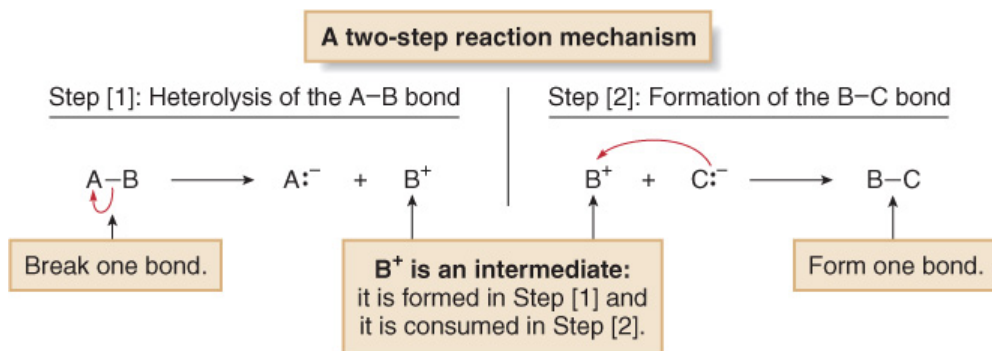 A two-step reaction mechanism
Step [1]: Heterolysis of the A–B bond
Step [2]: Formation of the B–C bond
A–B → A:⁻ + B⁺
B⁺ + C:⁻ → B–C
Break one bond.
B⁺ is an intermediate:
it is formed in Step [1] and
it is consumed in Step [2].
Form one bond.